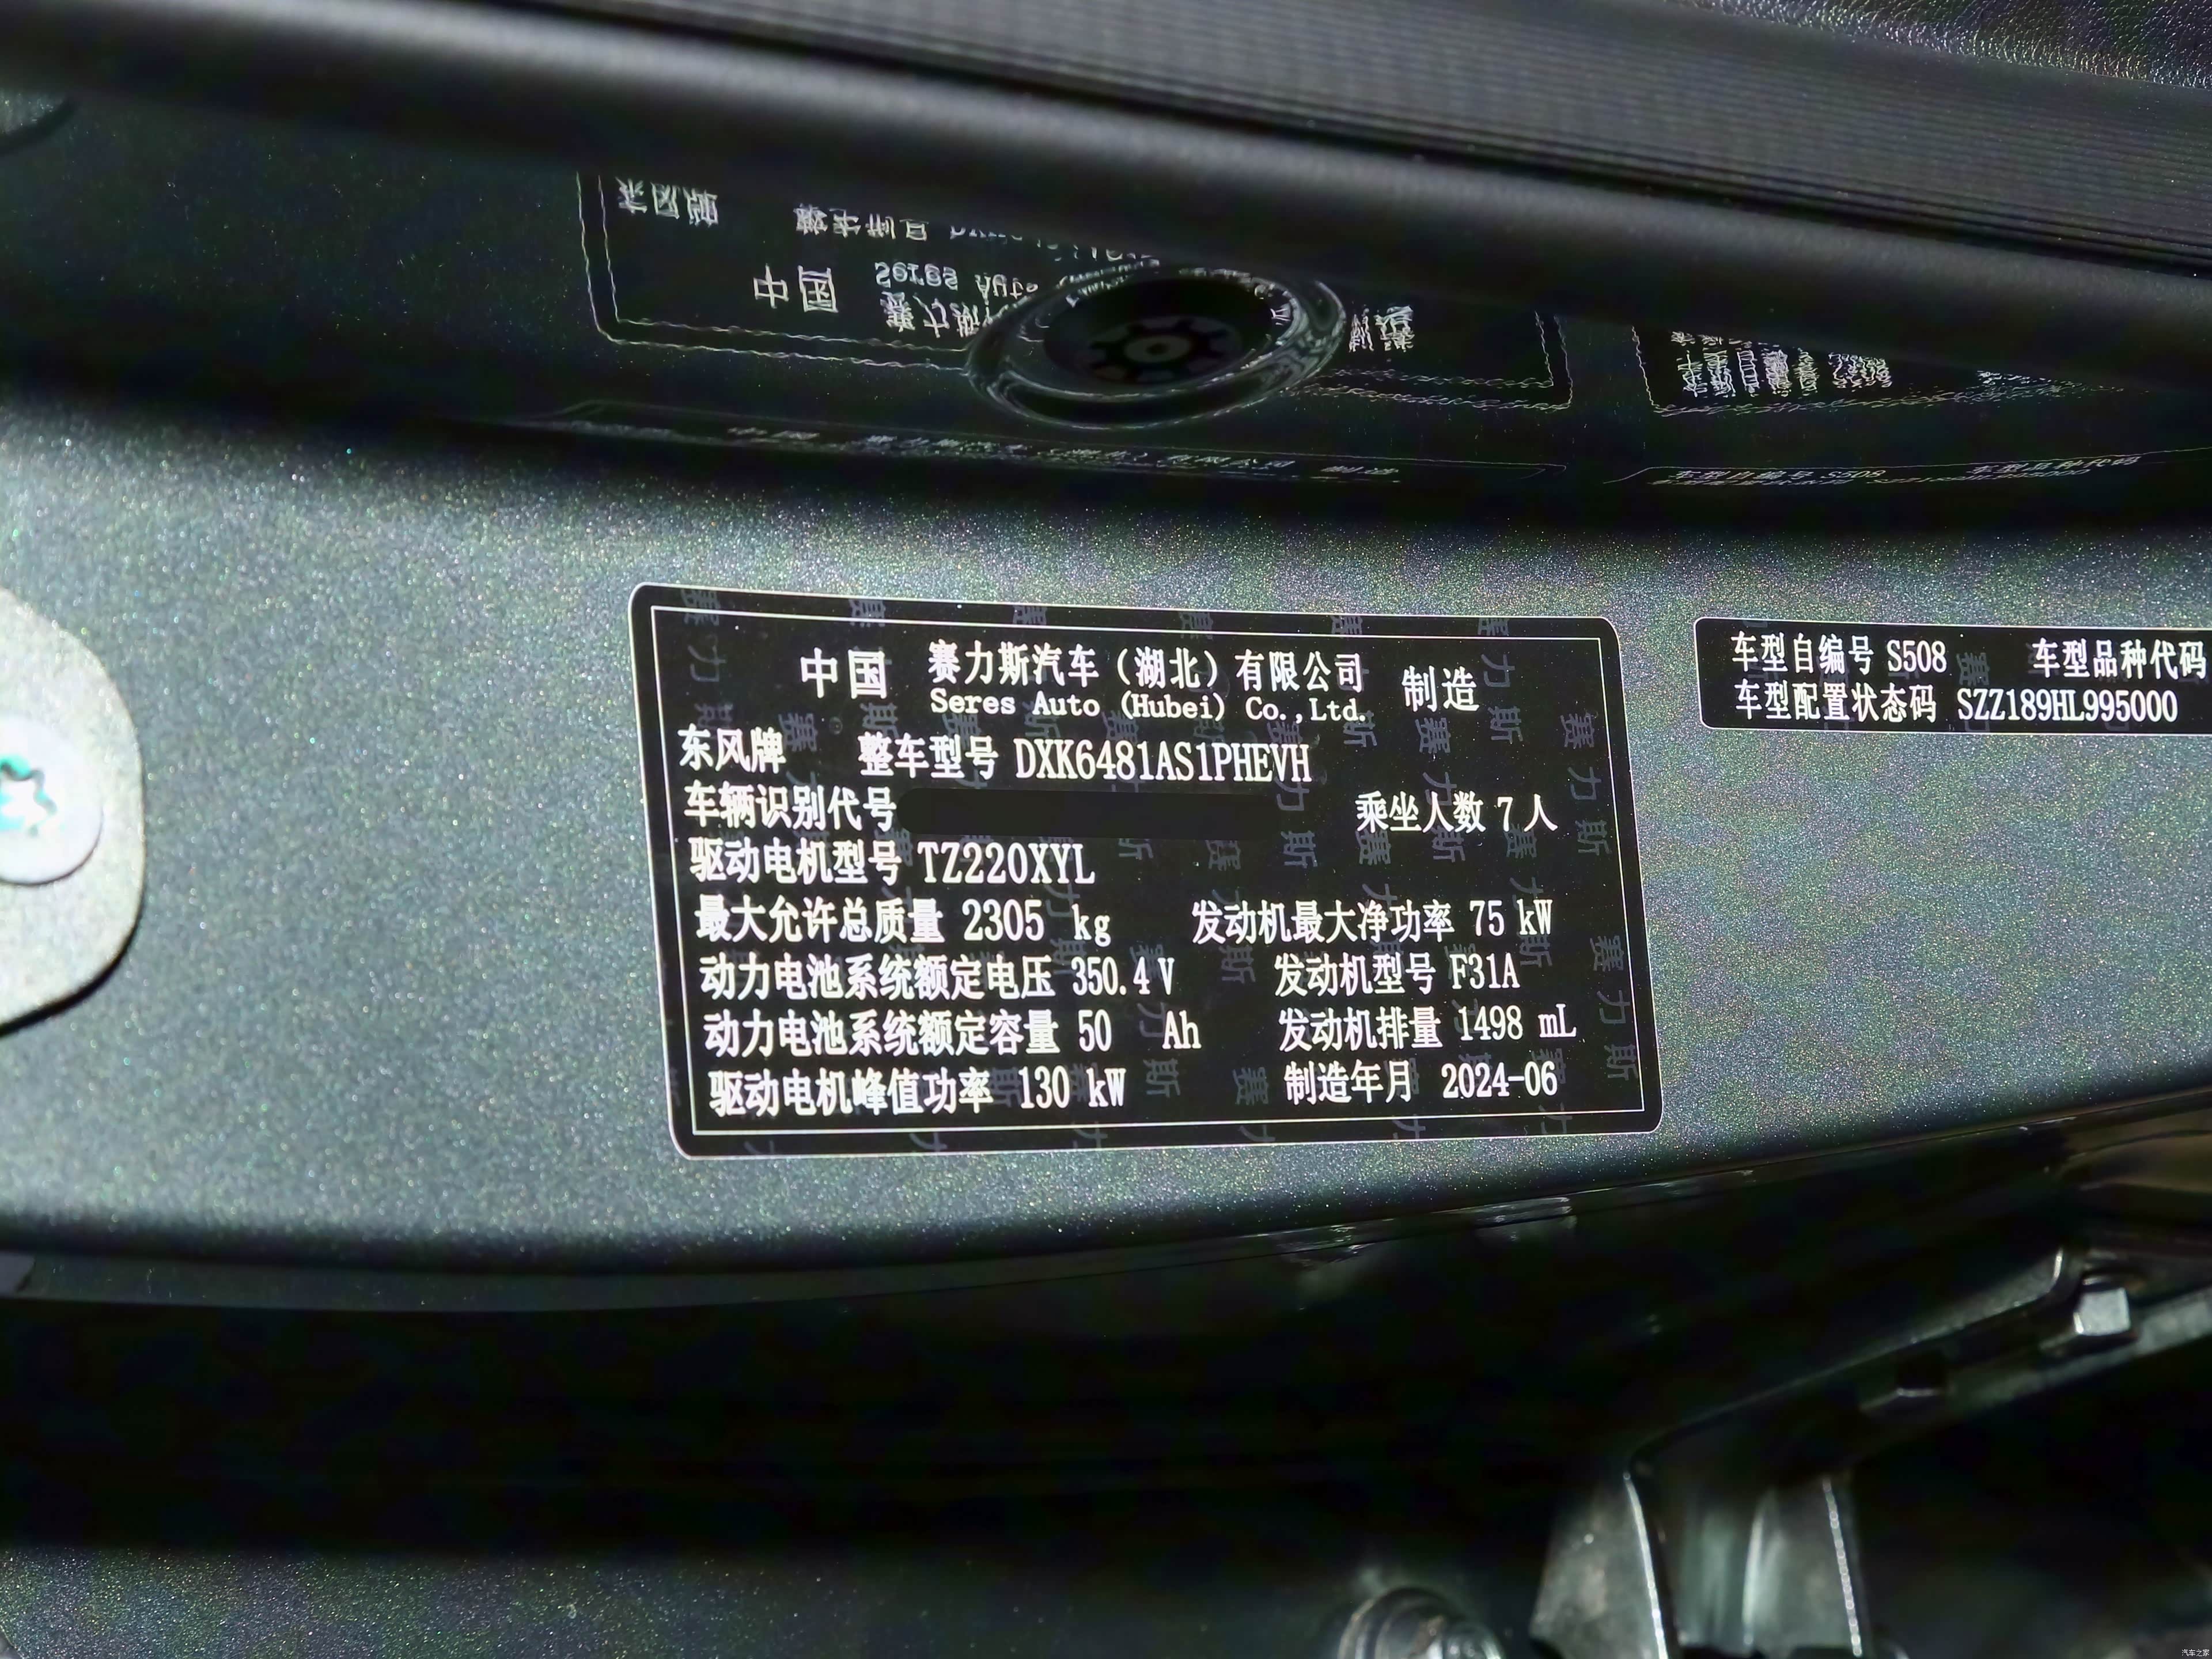 中国 赛力斯汽车（湖北）有限公司 制造
Seres Auto (Hubei) Co.,Ltd.
东风牌 整车型号 DXK6481AS1PHEVH
车辆识别代号 乘坐人数 7 人
驱动电机型号 TZ220XYL
最大允许总质量 2305 kg 发动机最大净功率 75 kW
动力电池系统额定电压 350.4 V 发动机型号 F31A
动力电池系统额定容量 50 Ah 发动机排量 1498 mL
驱动电机峰值功率 130 kW 制造年月 2024-06
车型自编号 S508 车型品种代码
车型配置状态码 SZZ189HL995000
汽车之家